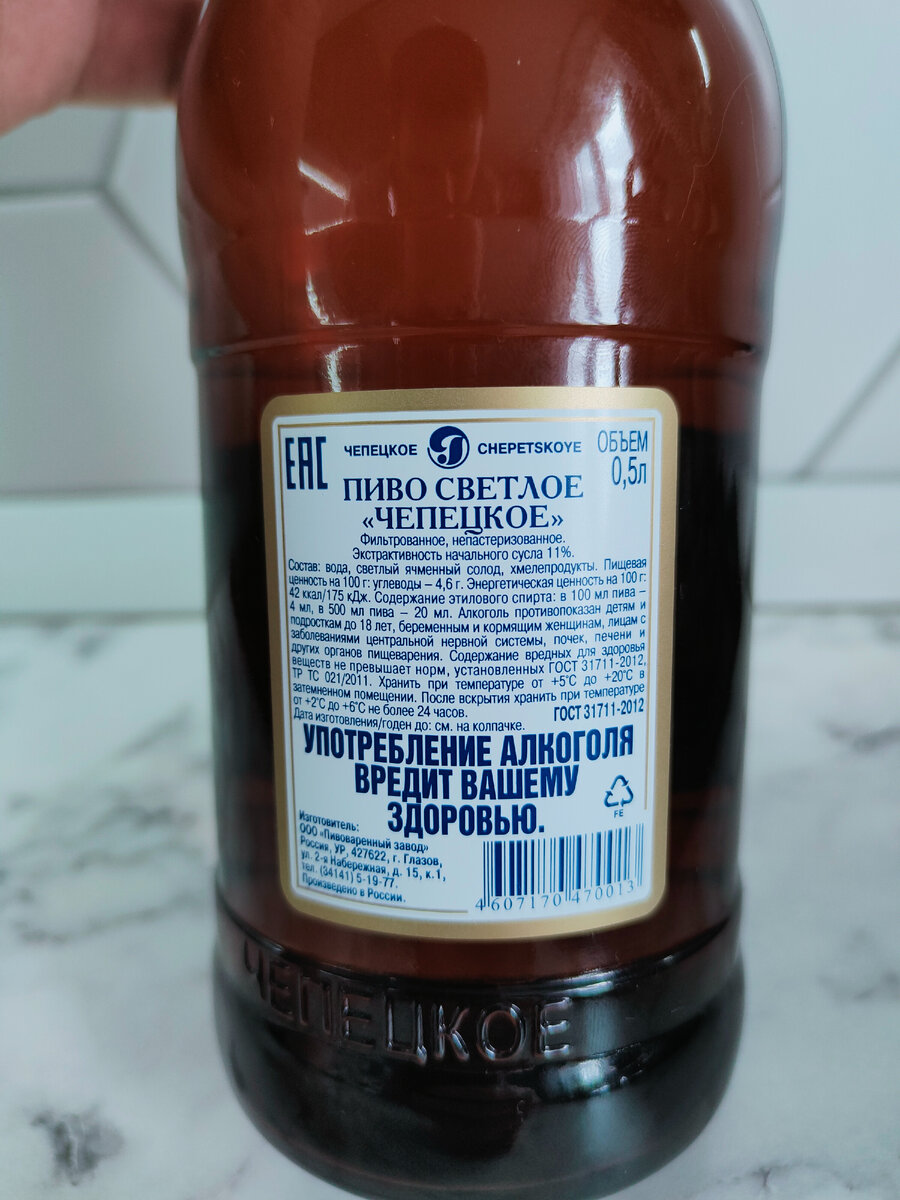 EAC
ЧЕПЕЦКОЕ CHEPETSKOYE
ОБЪЕМ
0,5л
ПИВО СВЕТЛОЕ
«ЧЕПЕЦКОЕ»
Фильтрованное, непастеризованное.
Экстрактивность начального сусла 11%.
Состав: вода, светлый ячменный солод, хмелепродукты. Пищевая
ценность на 100 г: углеводы – 4,6 г. Энергетическая ценность на 100 г:
42 ккал/175 кДж. Содержание этилового спирта: в 100 мл пива –
4 мл, в 500 мл пива – 20 мл. Алкоголь противопоказан детям и
подросткам до 18 лет, беременным и кормящим женщинам, лицам с
заболеваниями центральной нервной системы, почек, печени и
других органов пищеварения. Содержание вредных для здоровья
веществ не превышает норм, установленных ГОСТ 31711-2012,
ТР ТС 021/2011. Хранить при температуре от +5°С до +20°С в
затемненном помещении. После вскрытия хранить при температуре
от +2°С до +6°С не более 24 часов.
ГОСТ 31711-2012
Дата изготовления/годен до: см. на колпачке.
УПОТРЕБЛЕНИЕ АЛКОГОЛЯ
ВРЕДИТ ВАШЕМУ
ЗДОРОВЬЮ.
FE
Изготовитель:
ООО «Пивоваренный завод»
Россия, УР, 427622, г. Глазов,
ул. 2-я Набережная, д. 15, к.1,
тел. (34141) 5-19-77.
Произведено в России.
4 607170 470013
ЧЕПЕЦКОЕ